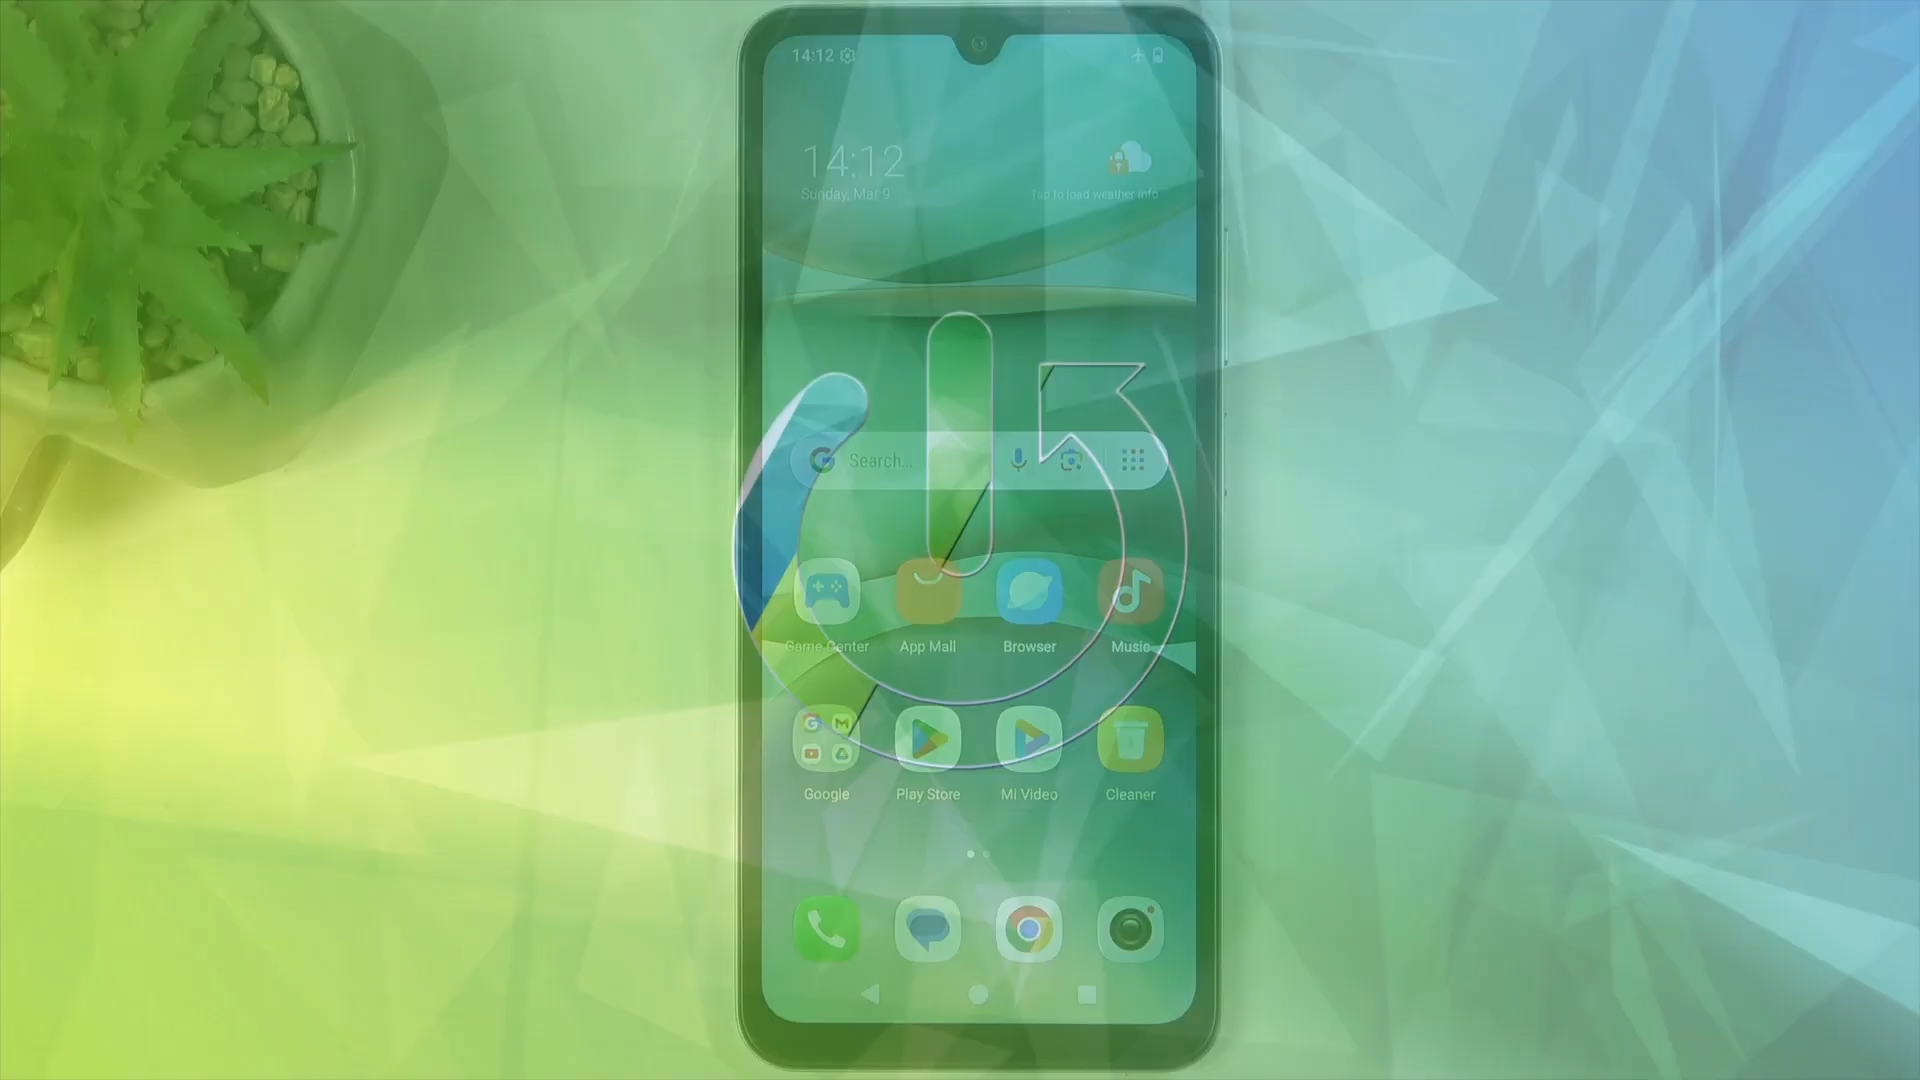 14:12
14:12
Sunday, Mar 9
Tap to load weather info
Search...
Game Center
App Mall
Browser
Music
Google
Play Store
Mi Video
Cleaner